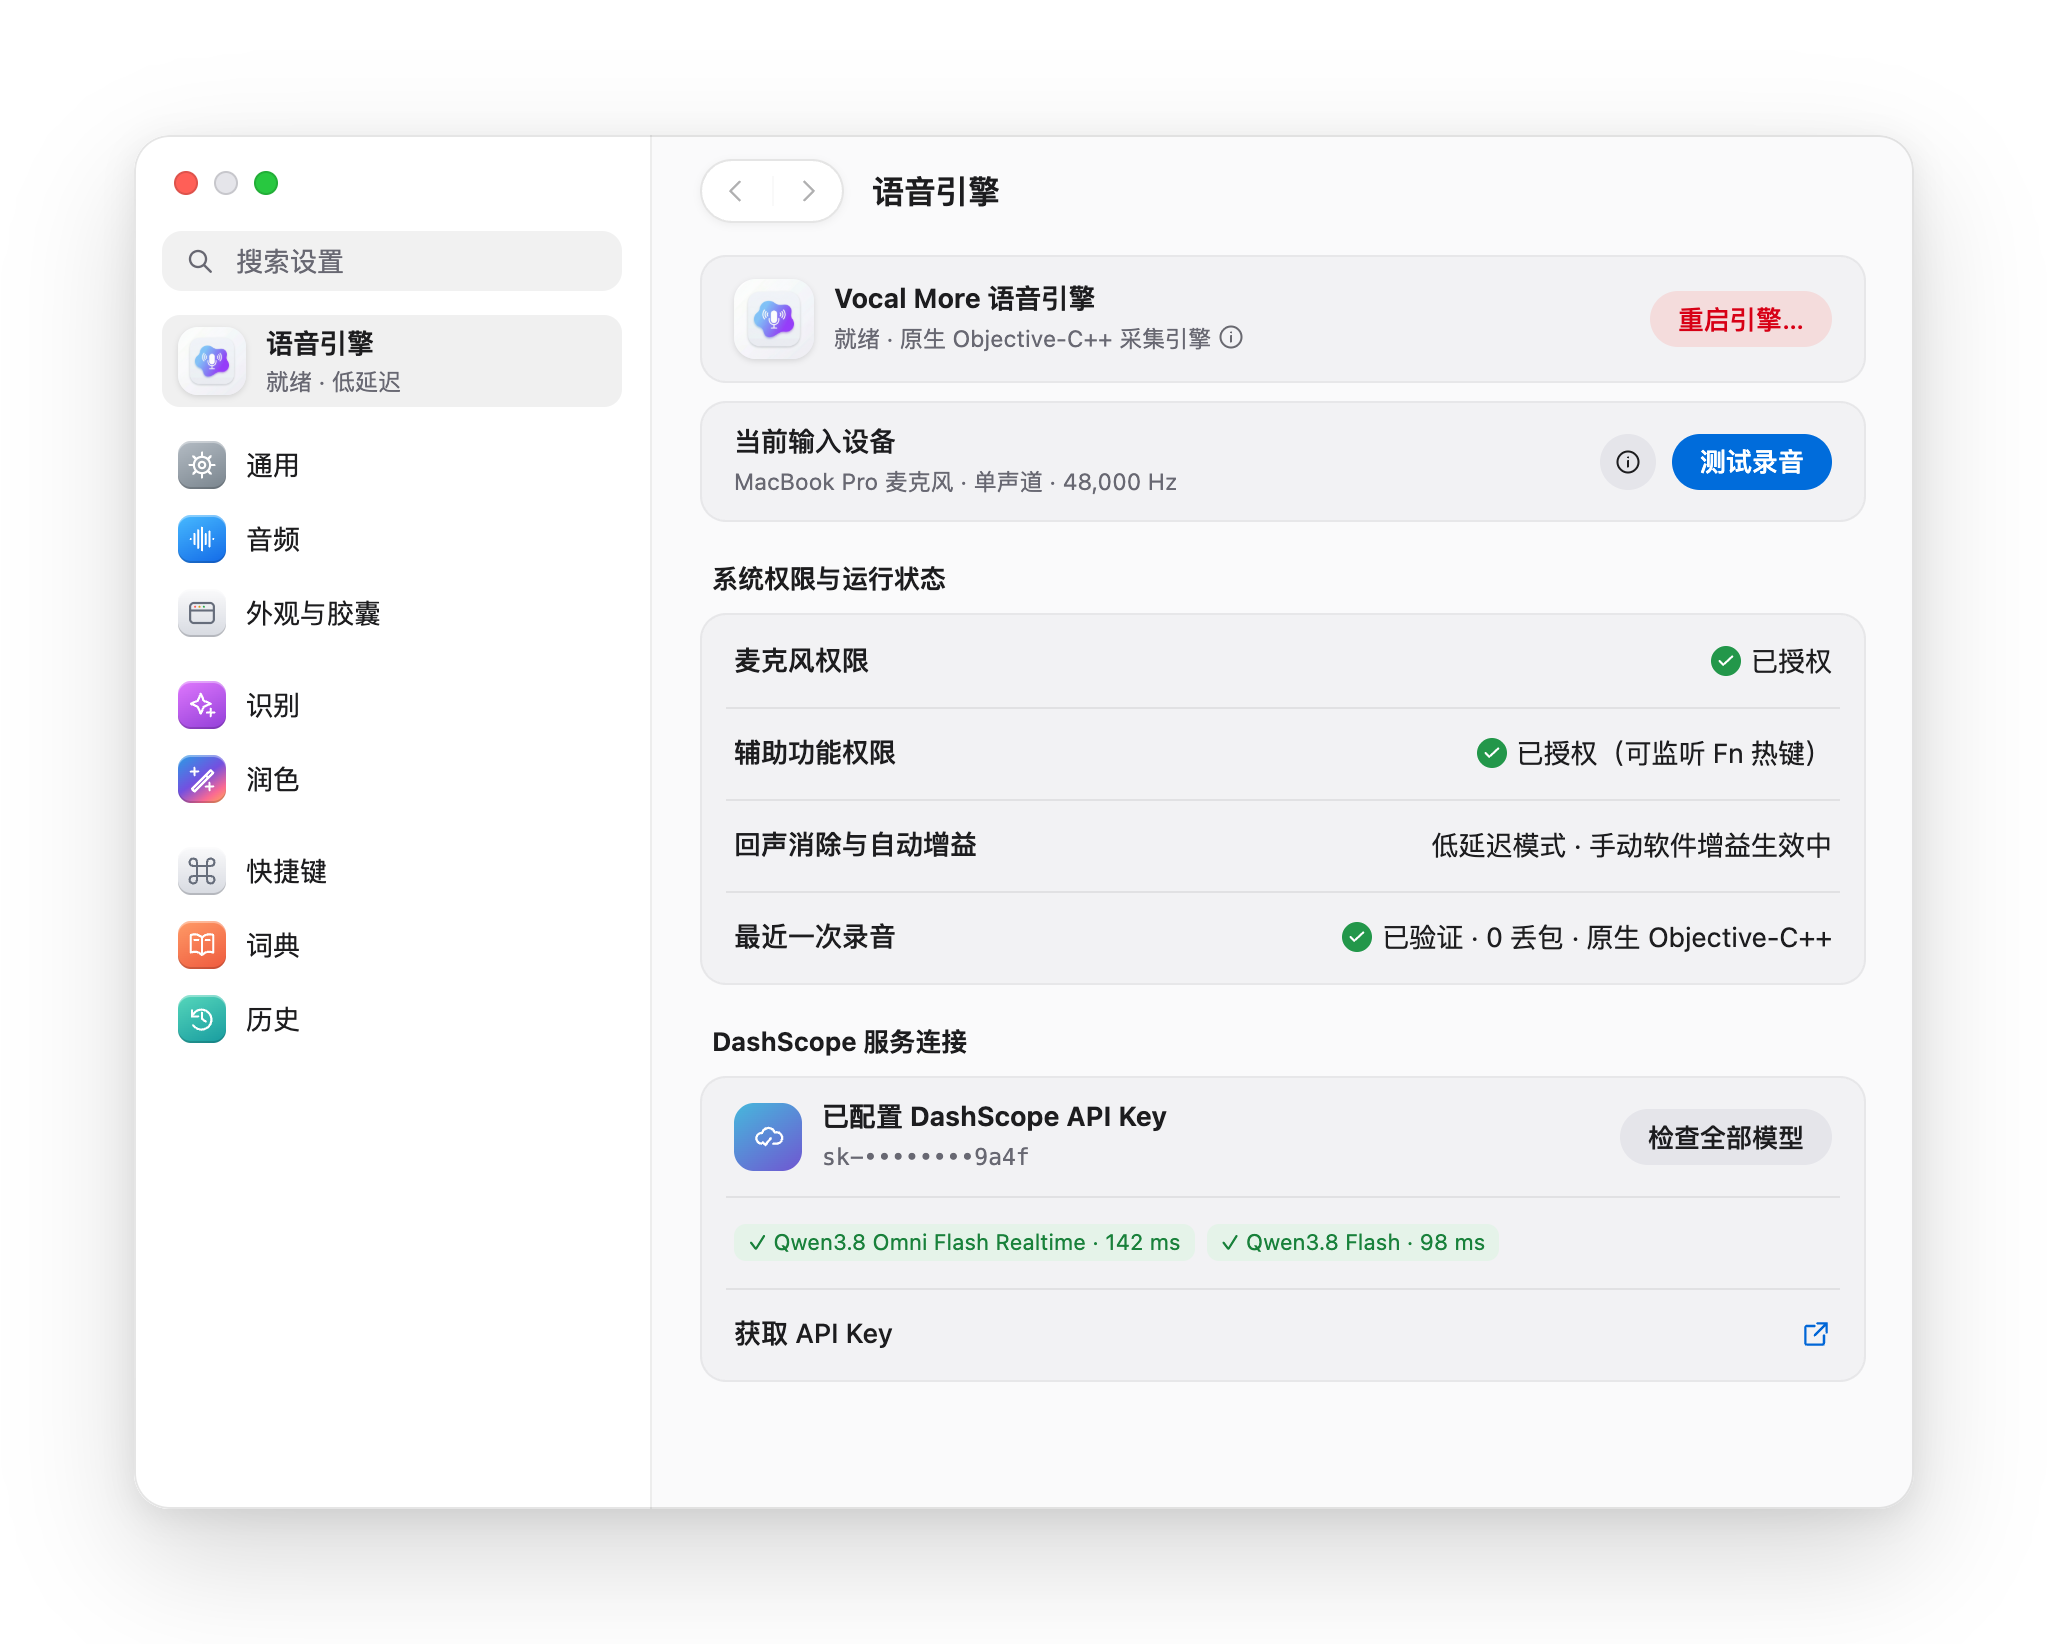 搜索设置
语音引擎
就绪 · 低延迟
通用
音频
外观与胶囊
识别
润色
快捷键
词典
历史
语音引擎
Vocal More 语音引擎
就绪 · 原生 Objective-C++ 采集引擎
重启引擎...
当前输入设备
MacBook Pro 麦克风 · 单声道 · 48,000 Hz
测试录音
系统权限与运行状态
麦克风权限
已授权
辅助功能权限
已授权（可监听 Fn 热键）
回声消除与自动增益
低延迟模式 · 手动软件增益生效中
最近一次录音
已验证 · 0 丢包 · 原生 Objective-C++
DashScope 服务连接
已配置 DashScope API Key
sk-••••••••9a4f
检查全部模型
✓ Qwen3.8 Omni Flash Realtime · 142 ms
✓ Qwen3.8 Flash · 98 ms
获取 API Key